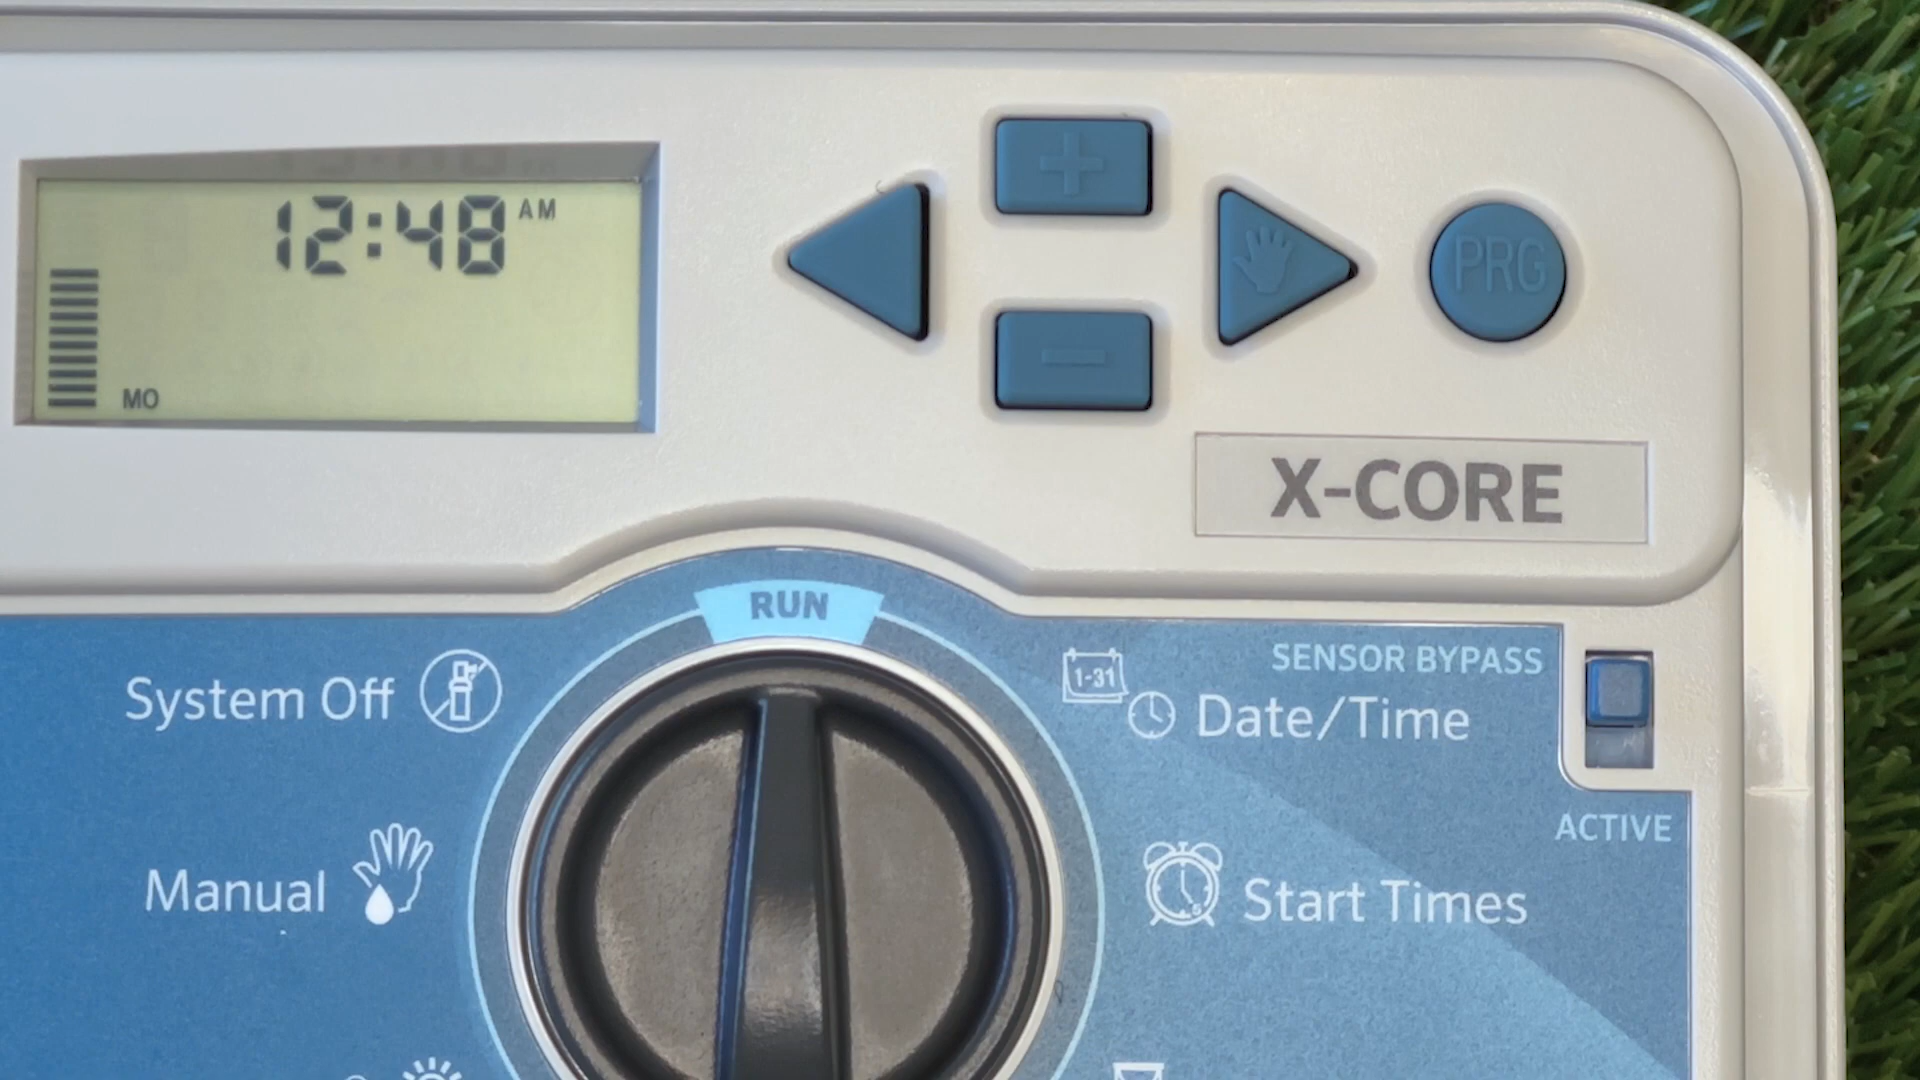 12:48 AM
MO
PRG
X-CORE
RUN
System Off
1-31
SENSOR BYPASS
Date/Time
ACTIVE
Manual
Start Times